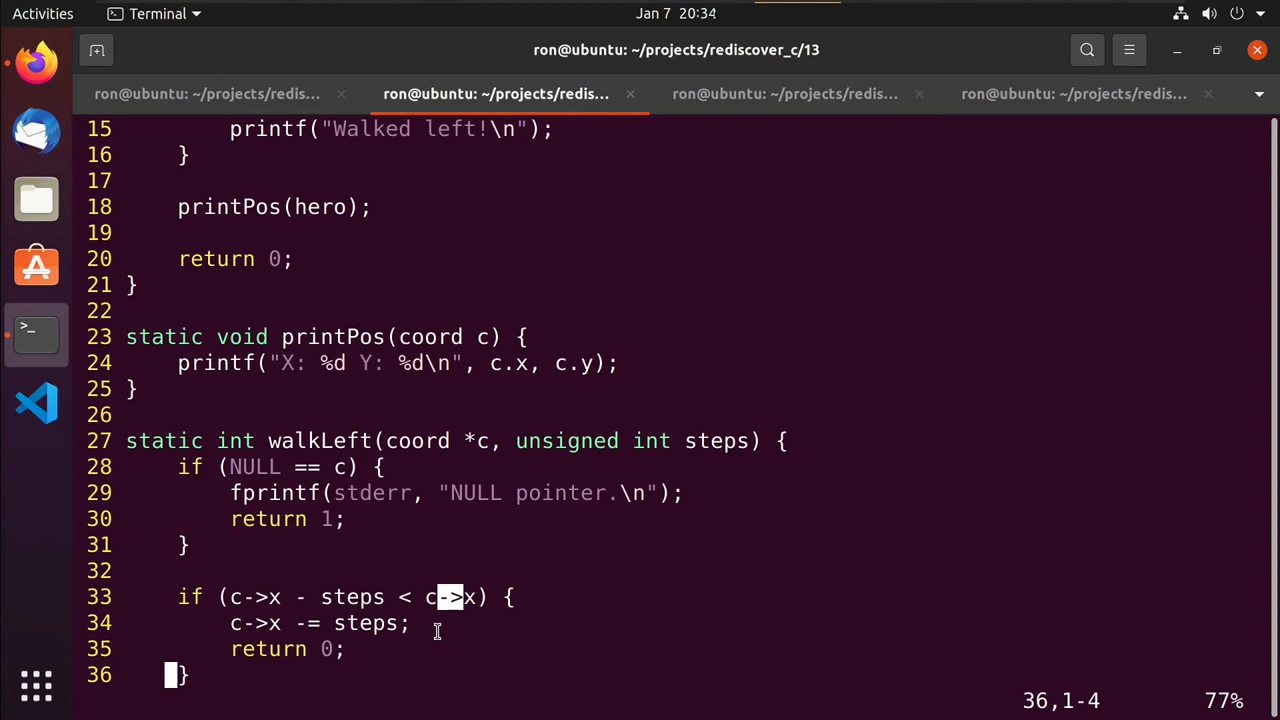 Activities
Terminal
Jan 7 20:34
ron@ubuntu: ~/projects/rediscover_c/13
ron@ubuntu: ~/projects/redis...
ron@ubuntu: ~/projects/redis...
ron@ubuntu: ~/projects/redis...
ron@ubuntu: ~/projects/redis...
15         printf("Walked left!\n");
16     }
17
18     printPos(hero);
19
20     return 0;
21 }
22
23 static void printPos(coord c) {
24     printf("X: %d Y: %d\n", c.x, c.y);
25 }
26
27 static int walkLeft(coord *c, unsigned int steps) {
28     if (NULL == c) {
29         fprintf(stderr, "NULL pointer.\n");
30         return 1;
31     }
32
33     if (c->x - steps < c->x) {
34         c->x -= steps;
35         return 0;
36     }
36,1-4 77%